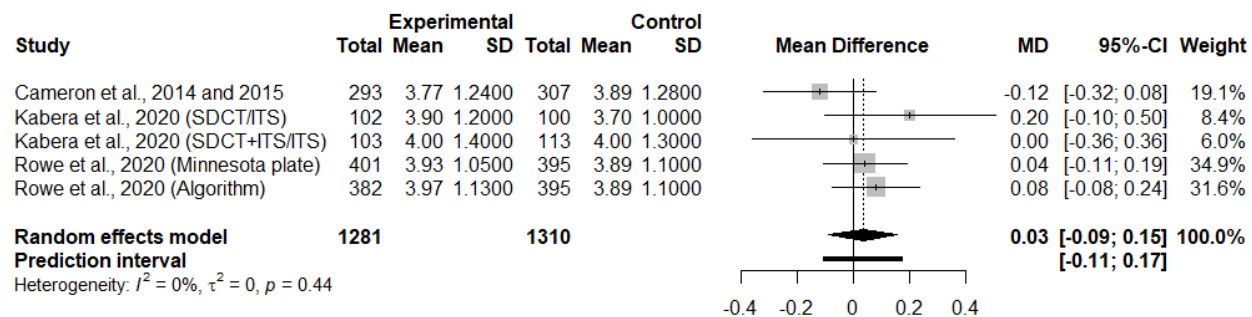 Experimental Control
Study Total Mean SD Total Mean SD Mean Difference MD 95%-CI Weight
Cameron et al., 2014 and 2015 293 3.77 1.2400 307 3.89 1.2800 -0.12 [-0.32; 0.08] 19.1%
Kabera et al., 2020 (SDCT/ITS) 102 3.90 1.2000 100 3.70 1.0000 0.20 [-0.10; 0.50] 8.4%
Kabera et al., 2020 (SDCT+ITS/ITS) 103 4.00 1.4000 113 4.00 1.3000 0.00 [-0.36; 0.36] 6.0%
Rowe et al., 2020 (Minnesota plate) 401 3.93 1.0500 395 3.89 1.1000 0.04 [-0.11; 0.19] 34.9%
Rowe et al., 2020 (Algorithm) 382 3.97 1.1300 395 3.89 1.1000 0.08 [-0.08; 0.24] 31.6%
Random effects model 1281 1310 0.03 [-0.09; 0.15] 100.0%
Prediction interval [-0.11; 0.17]
Heterogeneity: I² = 0%, τ² = 0, p = 0.44
-0.4 -0.2 0 0.2 0.4